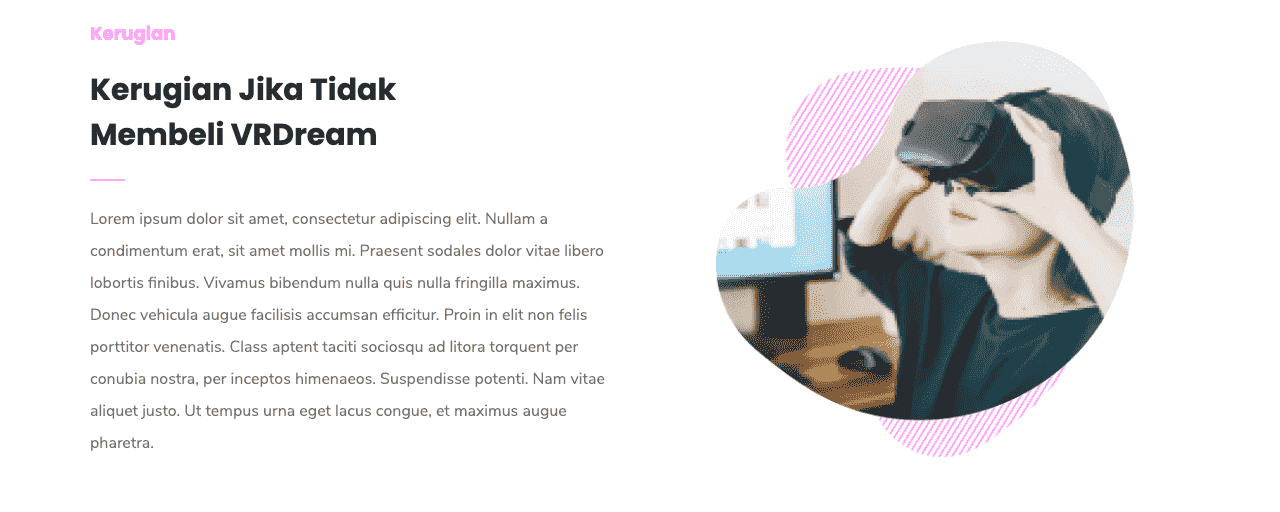 Kerugian
Kerugian Jika Tidak
Membeli VRDream
Lorem ipsum dolor sit amet, consectetur adipiscing elit. Nullam a
condimentum erat, sit amet mollis mi. Praesent sodales dolor vitae libero
lobortis finibus. Vivamus bibendum nulla quis nulla fringilla maximus.
Donec vehicula augue facilisis accumsan efficitur. Proin in elit non felis
porttitor venenatis. Class aptent taciti sociosqu ad litora torquent per
conubia nostra, per inceptos himenaeos. Suspendisse potenti. Nam vitae
aliquet justo. Ut tempus urna eget lacus congue, et maximus augue
pharetra.